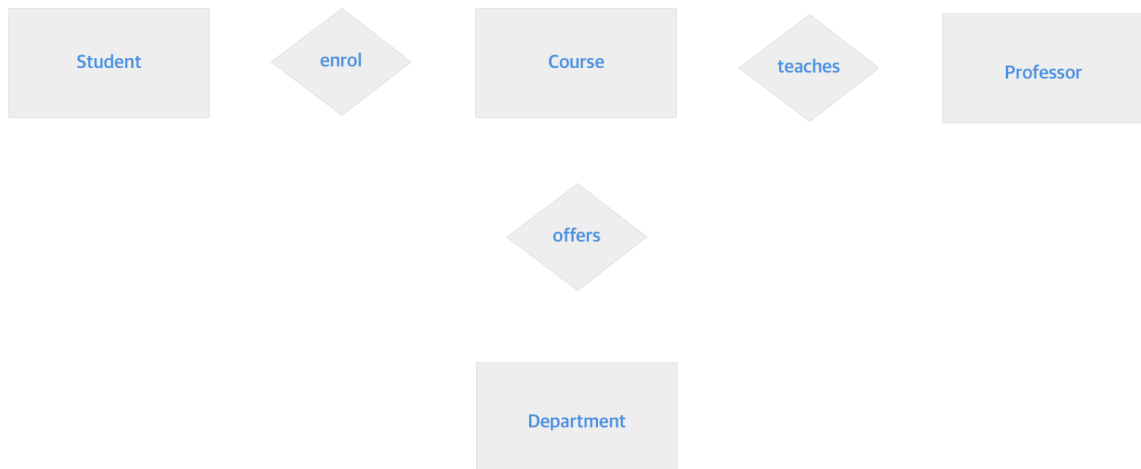 Student
enrol
Course
teaches
Professor
offers
Department